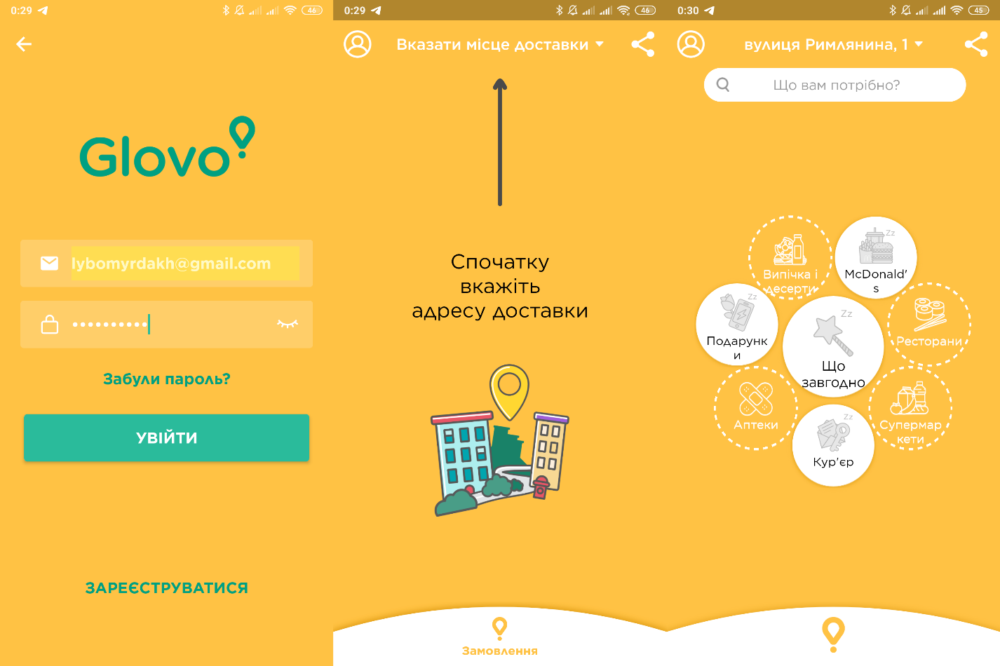 0:29
46
Glovo
lybomyrdakh@gmail.com
Забули пароль?
УВІЙТИ
ЗАРЕЄСТРУВАТИСЯ
0:29
46
Вказати місце доставки
Спочатку
вкажіть
адресу доставки
Замовлення
0:30
45
вулиця Римлянина, 1
Що вам потрібно?
Випічка і
десерти
Zz
McDonald'
s
Zz
Подарунк
и
Zz
Що
завгодно
Ресторани
Аптеки
Супермар
кети
Zz
Кур'єр